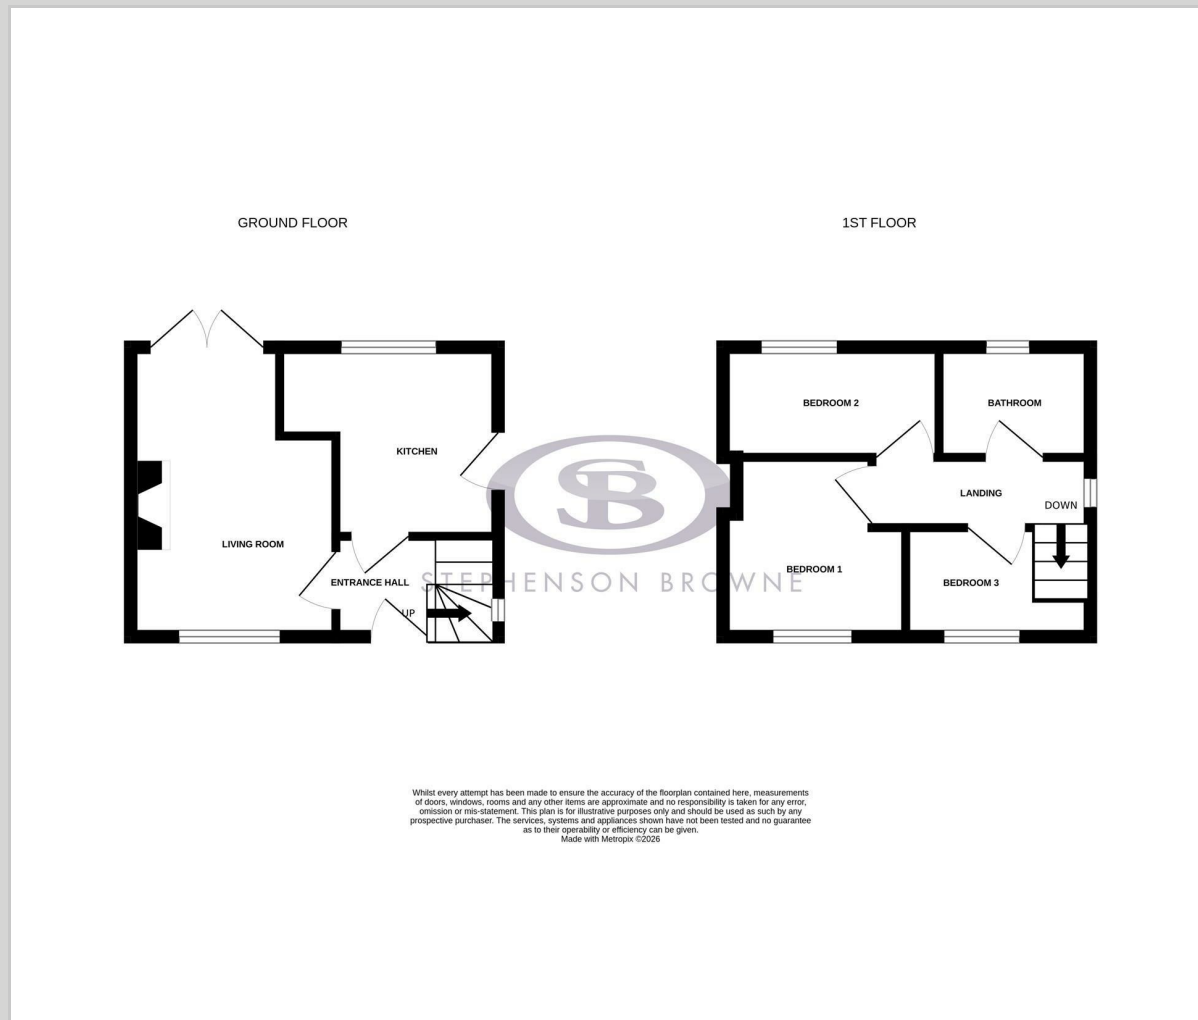 GROUND FLOOR
1ST FLOOR
KITCHEN
LIVING ROOM
ENTRANCE HALL
UP
BEDROOM 2
BATHROOM
LANDING
DOWN
BEDROOM 1
BEDROOM 3
SB
STEPHENSON BROWNE
Whilst every attempt has been made to ensure the accuracy of the floorplan contained here, measurements
of doors, windows, rooms and any other items are approximate and no responsibility is taken for any error,
omission or mis-statement. This plan is for illustrative purposes only and should be used as such by any
prospective purchaser. The services, systems and appliances shown have not been tested and no guarantee
as to their operability or efficiency can be given.
Made with Metropix ©2026